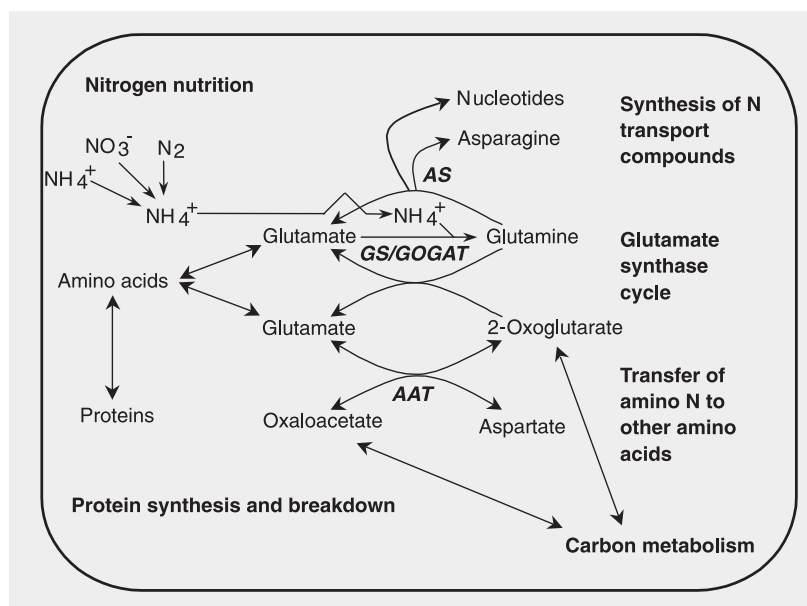 Nitrogen nutrition
Nucleotides
Synthesis of N
transport
compounds
Asparagine
NO3-
N2
NH4+
AS
NH4+
NH4+
Glutamate
GS/GOGAT
Glutamine
Glutamate
synthase
cycle
Amino acids
Glutamate
2-Oxoglutarate
Transfer of
amino N to
other amino
acids
AAT
Proteins
Oxaloacetate
Aspartate
Protein synthesis and breakdown
Carbon metabolism